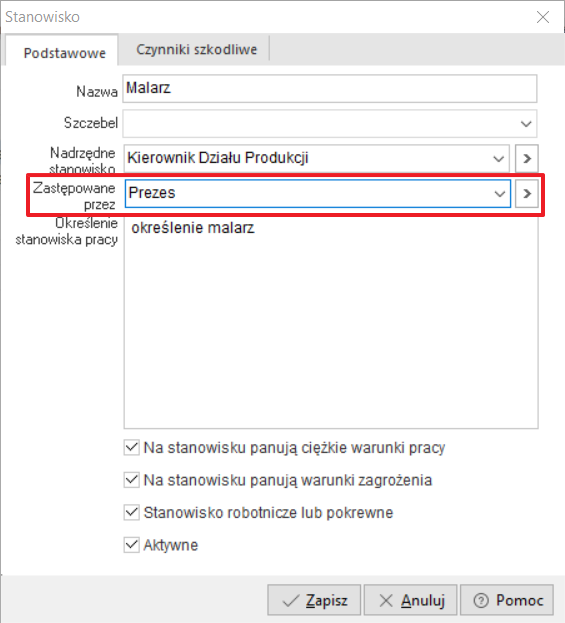 Stanowisko
Podstawowe
Czynniki szkodliwe
Nazwa
Malarz
Szczebel
Nadrzędne
stanowisko
Kierownik Działu Produkcji
Zastępowane
przez
Prezes
Określenie
stanowiska pracy
określenie malarz
Na stanowisku panują ciężkie warunki pracy
Na stanowisku panują warunki zagrożenia
Stanowisko robotnicze lub pokrewne
Aktywne
Zapisz
Anuluj
Pomoc